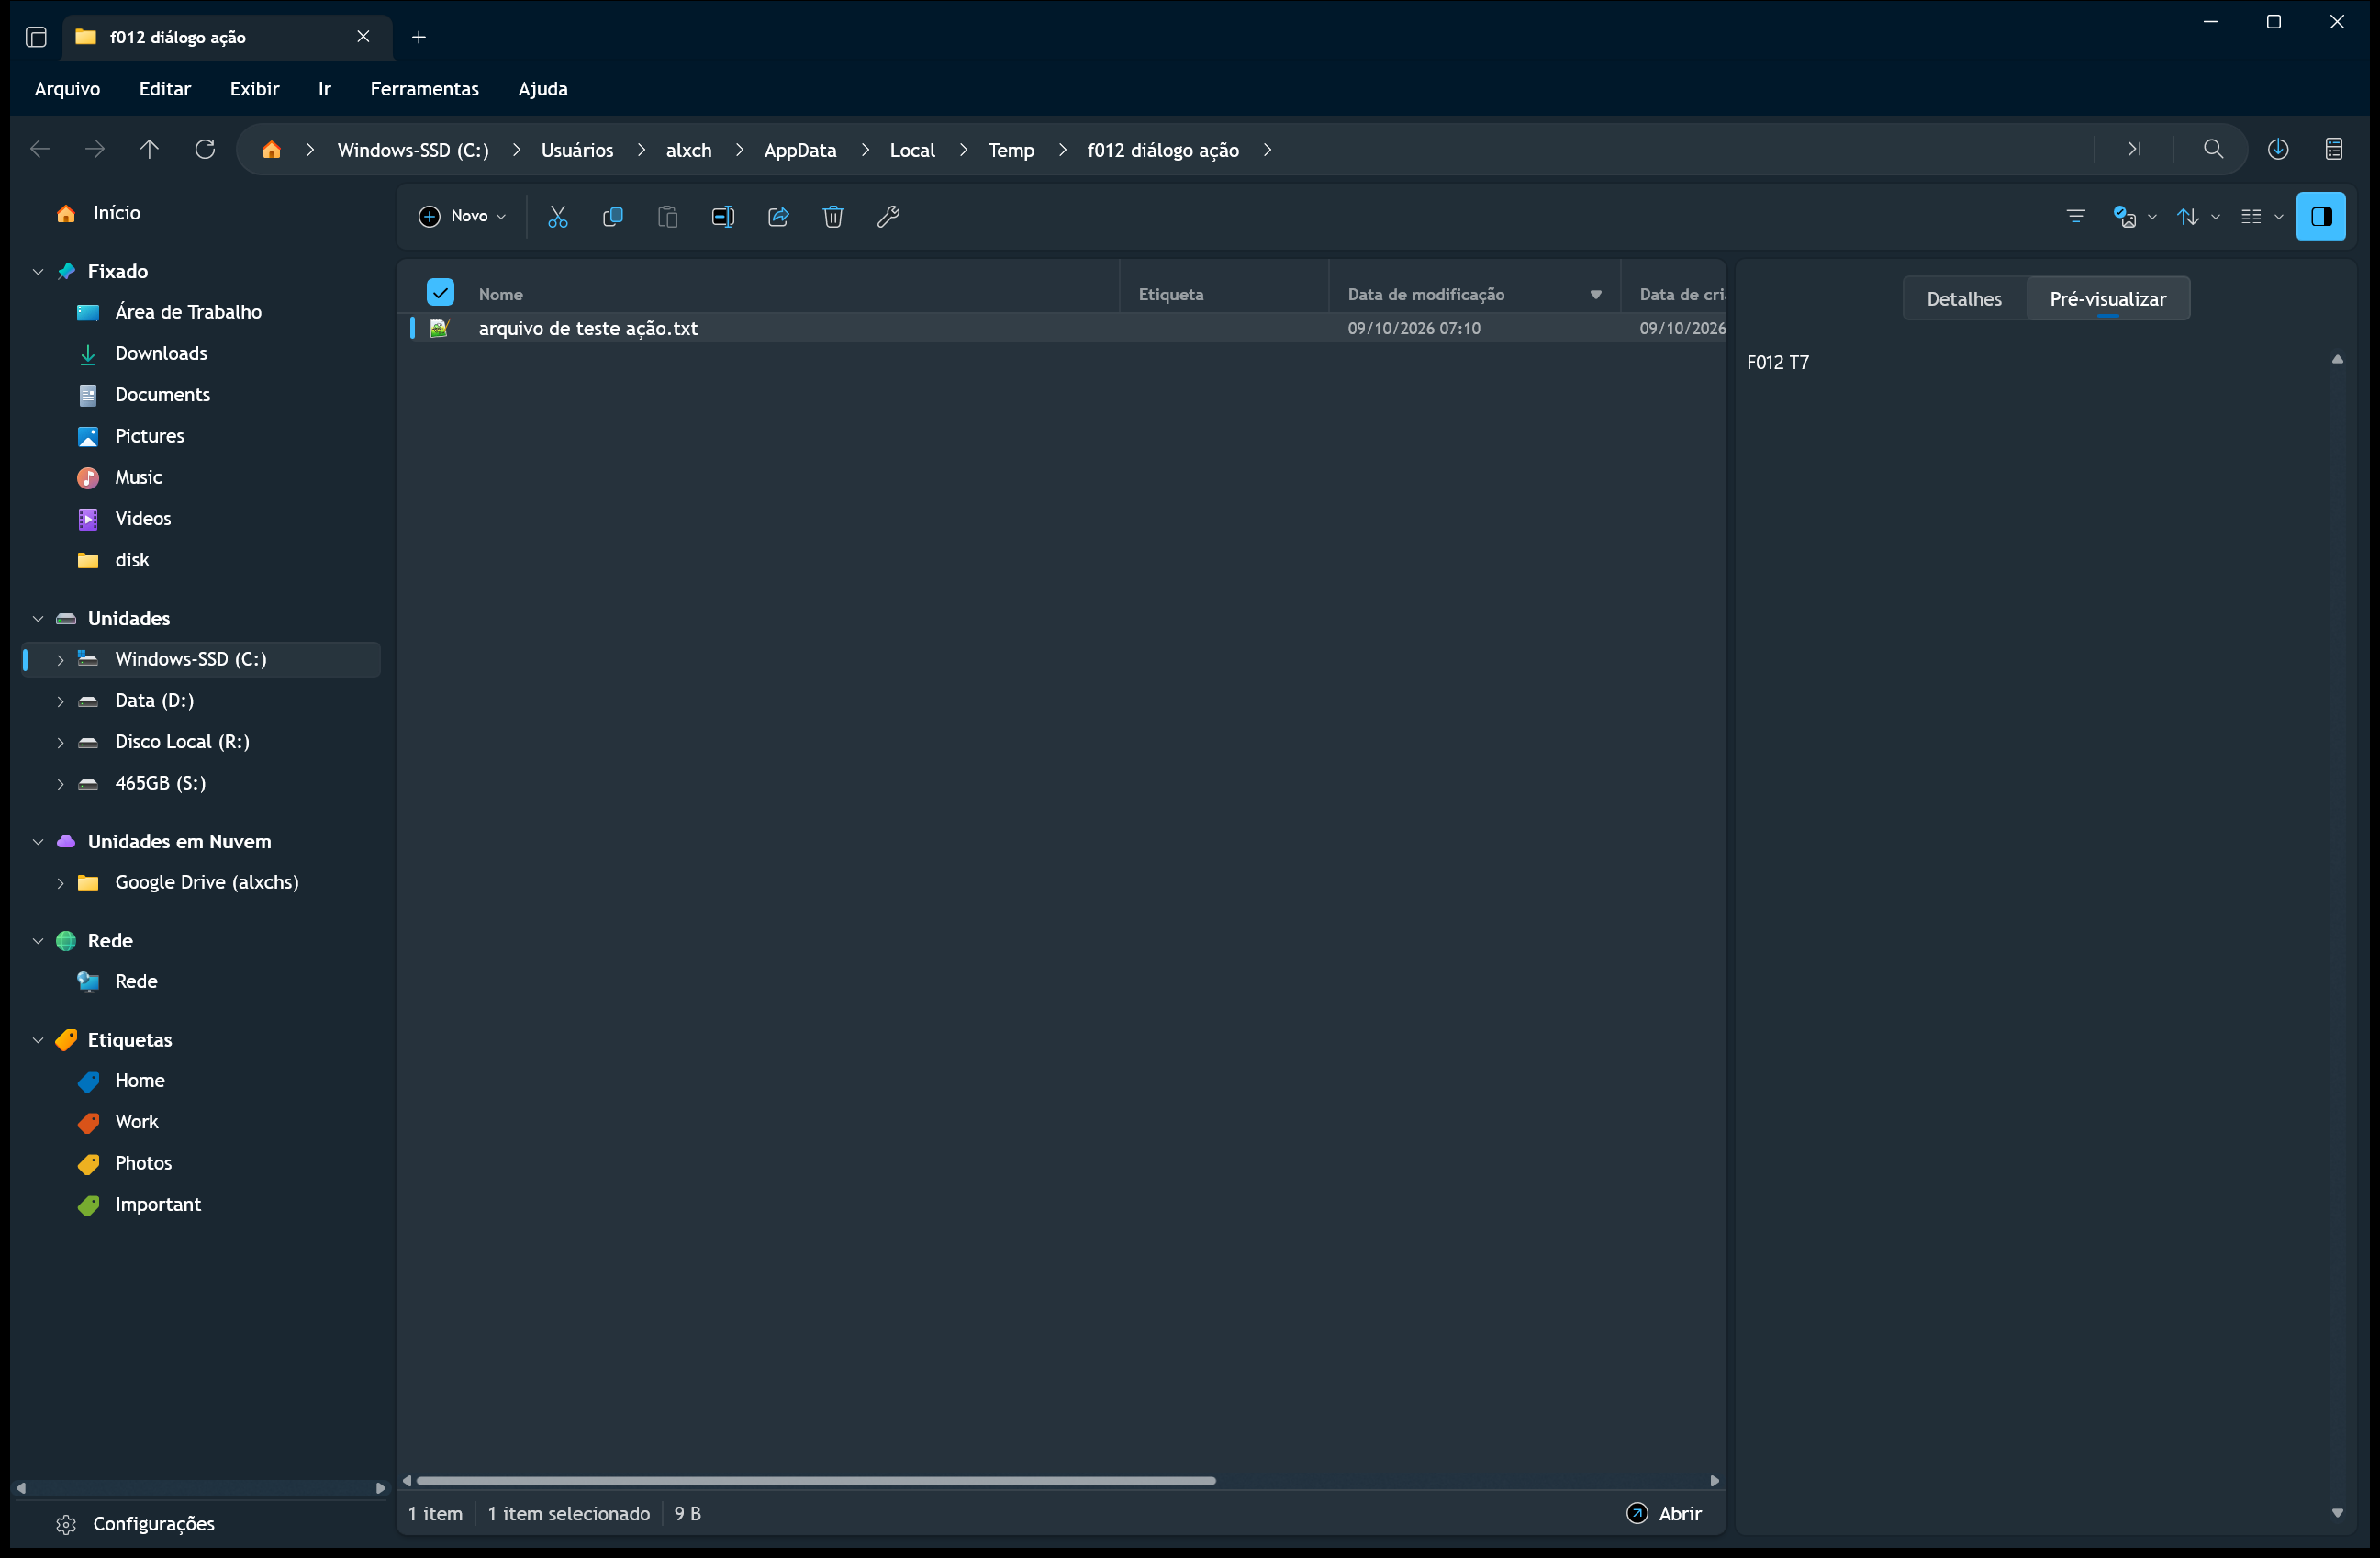 f012 diálogo ação
Arquivo Editar Exibir Ir Ferramentas Ajuda
Windows-SSD (C:) Usuários alxch AppData Local Temp f012 diálogo ação
Início
Fixado
Área de Trabalho
Downloads
Documents
Pictures
Music
Videos
disk
Unidades
Windows-SSD (C:)
Data (D:)
Disco Local (R:)
465GB (S:)
Unidades em Nuvem
Google Drive (alxchs)
Rede
Rede
Etiquetas
Home
Work
Photos
Important
Configurações
Novo
Nome Etiqueta Data de modificação Data de cri
arquivo de teste ação.txt 09/10/2026 07:10 09/10/2026
1 item 1 item selecionado 9 B Abrir
Detalhes Pré-visualizar
F012 T7